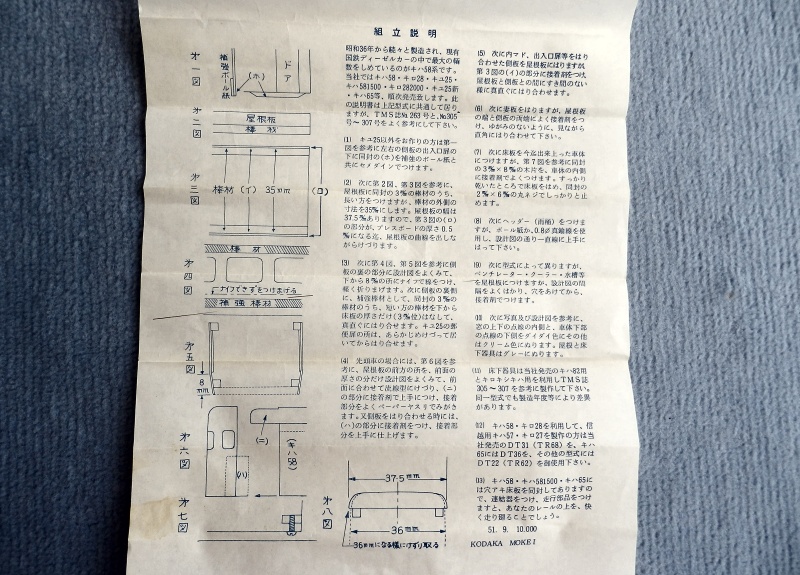 組立説明
昭和36年から続々と製造され、現有
国鉄ディーゼルカーの中で最大の輛
数をしめているのがキハ58系です。
当社ではキハ58・キロ28・キユ25・
キハ581500・キロ282000・キユ25新
・キハ65等、順次発売致します。此
の説明書は上記型式に共通して居り
ますが、TMS誌No.263号と、No.305
号〜307号をよく参考にして下さい。
(1) キユ25以外をお作りの方は第一
図を参考に左右の側板の出入口扉の
下に同封の(ホ)を補強のボール紙と
共にセメダインでつけます。
(2) 次に第2図、第3図を参考に、
屋根板に同封の3%の棒材のうち、
長い方をつけますが、棒材の外側の
寸法を35%にします。屋根板の幅は
37.5%ありますので、第3図の(ロ)
の部分が、プレスボードの厚さ0.5
%になる迄、屋根板の曲線を出しな
がらけづります。
(3) 次に第4図、第5図を参考に側
板の裏の部分に設計図をよくみて、
下から8%の所にナイフで線をつけ、
軽く折りまげます。次に側板の裏側
に、補強棒材として、同封の3%の
棒材のうち、短い方の棒材を下から
床板の厚さだけ(3%位)はなして、
真直ぐにはり合せます。キユ25の郵
便扉の所は、あらかじめけづって置
いてからはり合せます。
(4) 先頭車の場合には、第6図を参
考に、屋根板の前方の所を、前面の
厚さの分だけ設計図をよくみて、前
面に合わせて流線型にけづり、(ニ)
の部分に接着剤で上手につけ、接着
部分をよくペーパーヤスリでみがき
ます。又側板をはり合わせる時には、
(ハ)の部分に接着剤をつけ、接着部
分を上手に仕上げます。
(5) 次に内マド、出入口扉等をはり
合わせた側板を屋根板にはりますが、
第3図の(イ)の部分に接着剤をつけ、
屋根板と側板との間にすき間のない
様に真直ぐにはり合わせます。
(6) 次に妻板をはりますが、屋根板
の端と側板の両端によく接着剤をつ
け、ゆがみのないように、見ながら
直角にはり合わせて下さい。
(7) 次に床板を今迄出来上った車体
につけますが、第7図を参考に同封
の3%×8%の木片を、車体の内側
に接着剤でよくつけます。すっかり
乾いたところで床板をはめ、同封の
2%×6%の丸ネジでしっかりと止
めます。
(8) 次にヘッダー(雨樋)をつけま
すが、ボール紙か、0.8φ真鍮線を使
用し、設計図の通り一直線に上手に
はって下さい。
(9) 次に型式によって異りますが、
ベンチレーター・クーラー・水槽等
を屋根板につけますが、設計図の間
隔をよくはかり、穴をあけてから、
接着剤でつけます。
(10) 次に写真及び設計図を参考に、
窓の上下の点線の内側と、車体下部
の点線の下側をダイダイ色にその他
はクリーム色にぬります。屋根と床
下器具はグレーにぬります。
(11) 床下器具は当社発売のキハ82用
とキロキシキハ馬を利用しTMS誌
305〜307を参考に製作して下さい。
同一型式でも製造年度等により差異
があります。
(12) キハ58・キロ28を利用して、信
越用キハ57・キロ27を製作の方は当
社発売のDT31(TR68)を、キハ
65にはDT36を、その他の型式には
DT22(TR62)を御使用下さい。
(13) キハ58・キハ581500・キハ65に
は穴アキ床板を同封してありますの
で、連結器をつけ、走行部品をつけ
ますと、あなたのレールの上を、快
く走り廻ることでしょう。
51. 9. 10.000
KODAKA MOKEI
才一図
補強ボール紙
(ホ)
ドア
才二図
屋根板
棒材
才三図
棒材
(イ)
35mm
(ロ)
才四図
棒材
ナイフできずをつけまげる
補強棒材
才五図
8mm
才六図
(ハ)
(ニ)
(キハ58)
才七図
才八図
37.5mm
36mm
36mmになる様にけずり取る